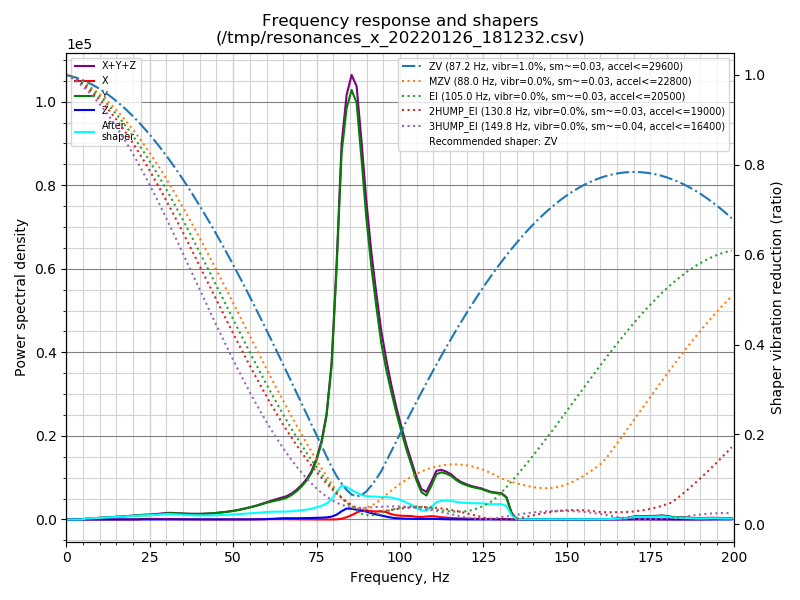 Frequency response and shapers
(/tmp/resonances_x_20220126_181232.csv)
1e5
X+Y+Z
X
Y
Z
After
shaper
ZV (87.2 Hz, vibr=1.0%, sm~=0.03, accel<=29600)
MZV (88.0 Hz, vibr=0.0%, sm~=0.03, accel<=22800)
EI (105.0 Hz, vibr=0.0%, sm~=0.03, accel<=20500)
2HUMP_EI (130.8 Hz, vibr=0.0%, sm~=0.03, accel<=19000)
3HUMP_EI (149.8 Hz, vibr=0.0%, sm~=0.04, accel<=16400)
Recommended shaper: ZV
Power spectral density
1.0
0.8
0.6
0.4
0.2
0.0
1.0
0.8
0.6
0.4
0.2
0.0
Shaper vibration reduction (ratio)
0 25 50 75 100 125 150 175 200
Frequency, Hz